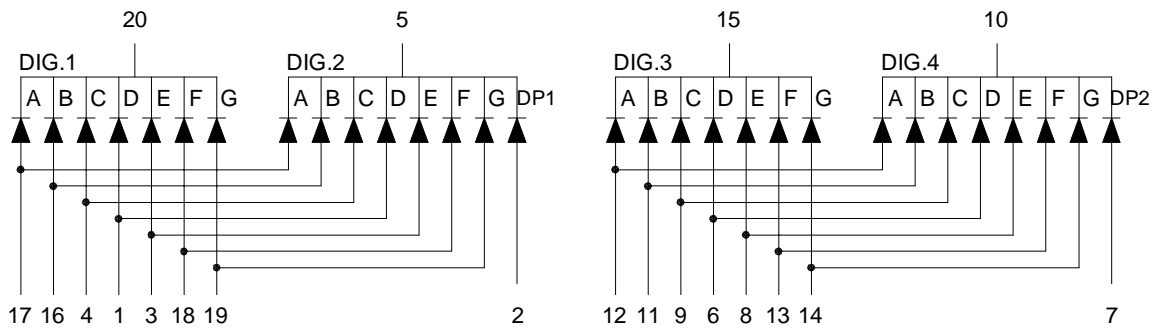 20 5 15 10
DIG.1 DIG.2 DIG.3 DIG.4
A B C D E F G A B C D E F G DP1 A B C D E F G A B C D E F G DP2
17 16 4 1 3 18 19 2 12 11 9 6 8 13 14 7